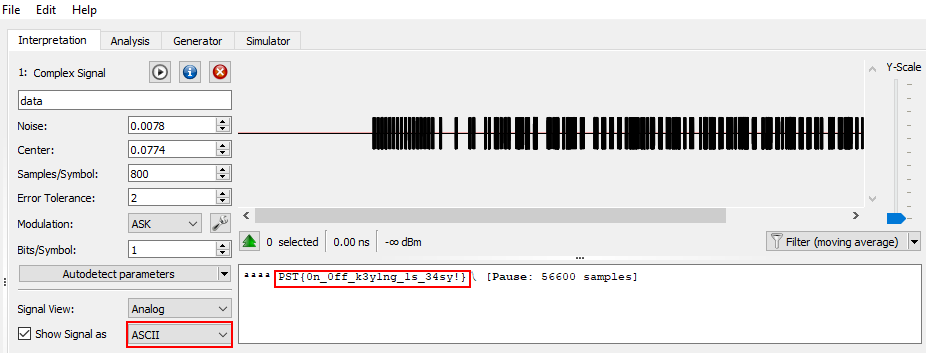 File Edit Help
Interpretation Analysis Generator Simulator
1: Complex Signal
Y-Scale
data
Noise: 0.0078
Center: 0.0774
Samples/Symbol: 800
Error Tolerance: 2
Modulation: ASK
Bits/Symbol: 1
0 selected 0.00 ns -∞ dBm
Filter (moving average)
Autodetect parameters
ªªªª PST{0n_0ff_k3y1ng_1s_34sy!}\ [Pause: 56600 samples]
Signal View: Analog
Show Signal as ASCII